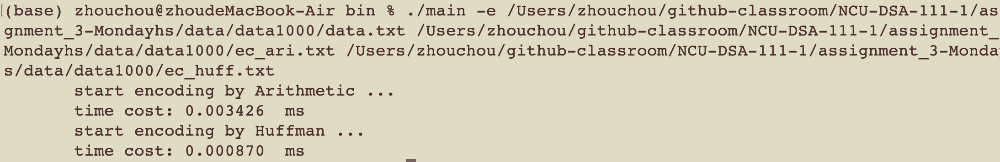 (base) zhouchou@zhoudeMacBook-Air bin % ./main -e /Users/zhouchou/github-classroom/NCU-DSA-111-1/as
gnment_3-Mondayhs/data/data1000/data.txt /Users/zhouchou/github-classroom/NCU-DSA-111-1/assignment_
Mondayhs/data/data1000/ec_ari.txt /Users/zhouchou/github-classroom/NCU-DSA-111-1/assignment_3-Monday
s/data/data1000/ec_huff.txt
start encoding by Arithmetic ...
time cost: 0.003426 ms
start encoding by Huffman ...
time cost: 0.000870 ms